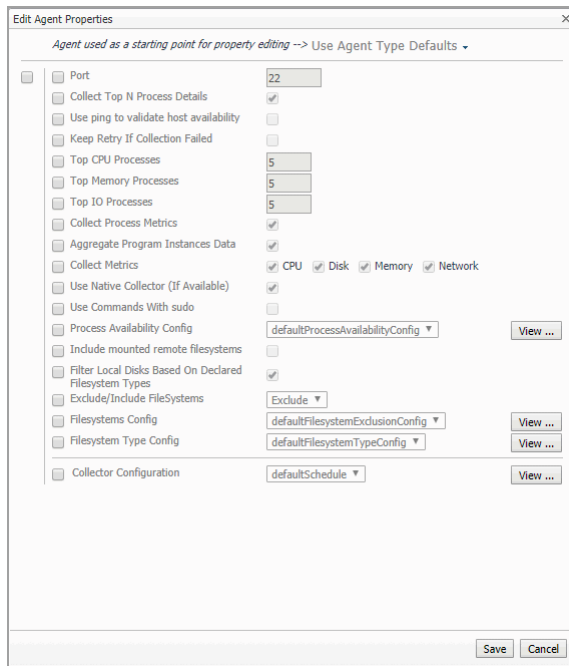 Edit Agent Properties
Agent used as a starting point for property editing --> Use Agent Type Defaults
Port 22
Collect Top N Process Details
Use ping to validate host availability
Keep Retry If Collection Failed
Top CPU Processes 5
Top Memory Processes 5
Top IO Processes 5
Collect Process Metrics
Aggregate Program Instances Data
Collect Metrics CPU Disk Memory Network
Use Native Collector (If Available)
Use Commands With sudo
Process Availability Config defaultProcessAvailabilityConfig View ...
Include mounted remote filesystems
Filter Local Disks Based On Declared
Filesystem Types
Exclude/Include FileSystems Exclude
Filesystems Config defaultFilesystemExclusionConfig View ...
Filesystem Type Config defaultFilesystemTypeConfig View ...
Collector Configuration defaultSchedule View ...
Save Cancel